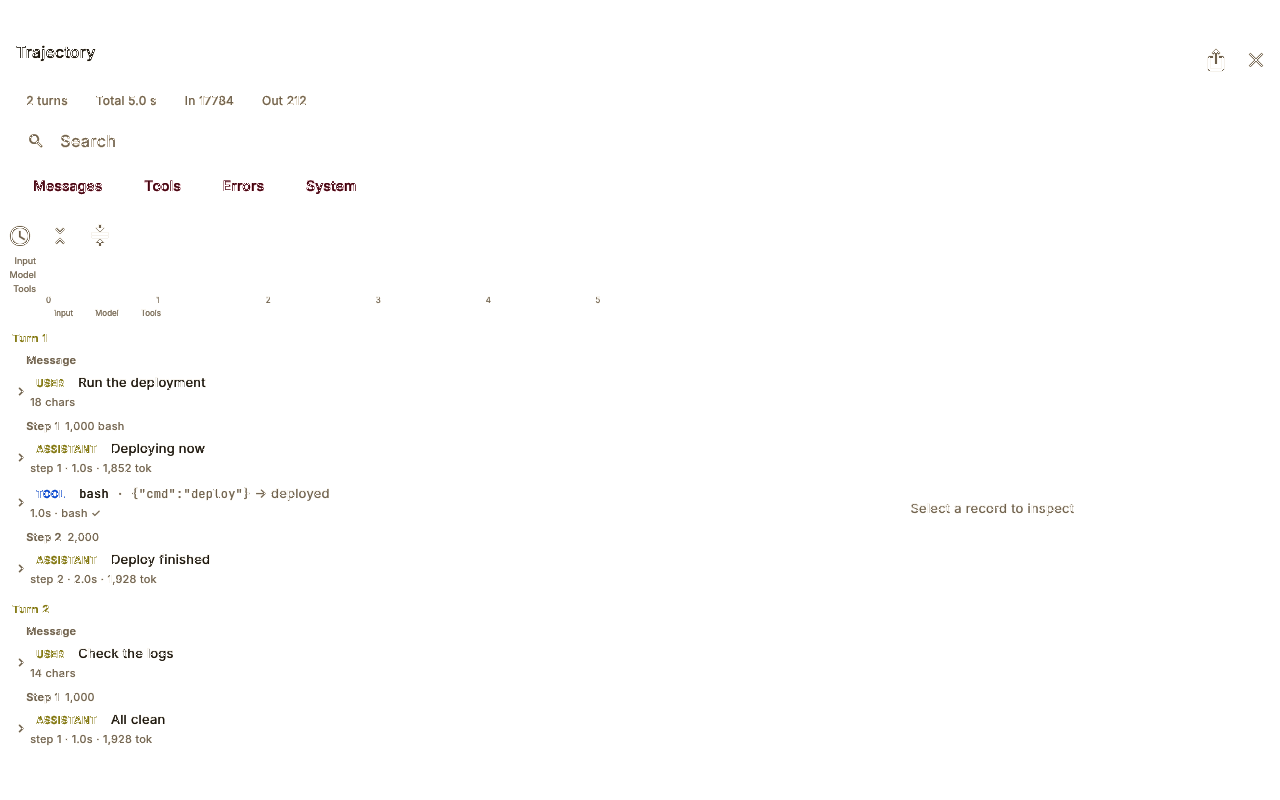 Trajectory
2 turns Total 5.0 s In 17784 Out 212
Search
Messages Tools Errors System
Input
Model
Tools
0 1 2 3 4 5
Input Model Tools
Turn 1
Message
USER Run the deployment
18 chars
Step 1 1,000 bash
ASSISTANT Deploying now
step 1 · 1.0s · 1,852 tok
TOOL bash · {"cmd":"deploy"} → deployed
1.0s · bash ✓
Step 2 2,000
ASSISTANT Deploy finished
step 2 · 2.0s · 1,928 tok
Turn 2
Message
USER Check the logs
14 chars
Step 1 1,000
ASSISTANT All clean
step 1 · 1.0s · 1,928 tok
Select a record to inspect